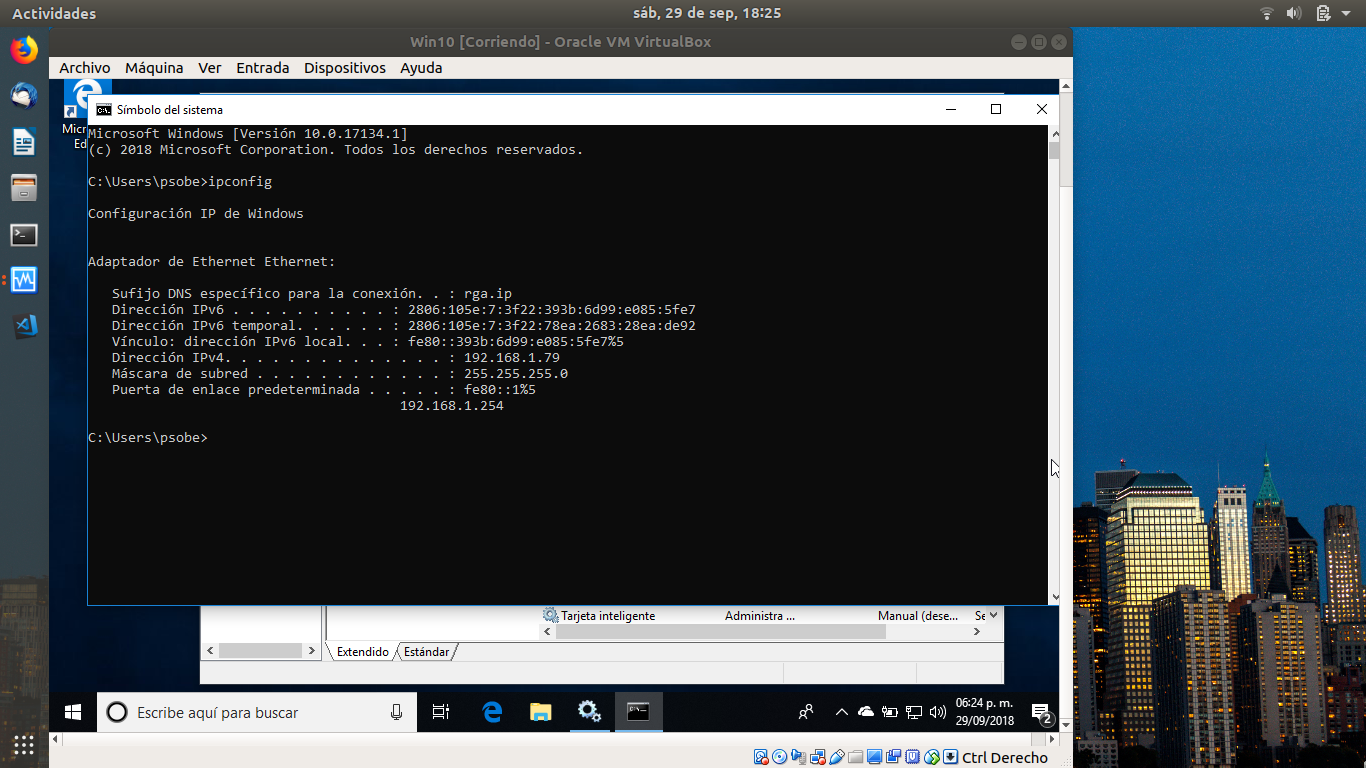 Actividades
sáb, 29 de sep, 18:25
Win10 [Corriendo] - Oracle VM VirtualBox
Archivo Máquina Ver Entrada Dispositivos Ayuda
Símbolo del sistema
Microsoft Windows [Versión 10.0.17134.1]
(c) 2018 Microsoft Corporation. Todos los derechos reservados.
C:\Users\psobe>ipconfig
Configuración IP de Windows
Adaptador de Ethernet Ethernet:
Sufijo DNS específico para la conexión. . : rga.ip
Dirección IPv6 . . . . . . . . . . : 2806:105e:7:3f22:393b:6d99:e085:5fe7
Dirección IPv6 temporal. . . . . . : 2806:105e:7:3f22:78ea:2683:28ea:de92
Vínculo: dirección IPv6 local. . . : fe80::393b:6d99:e085:5fe7%5
Dirección IPv4. . . . . . . . . . . . . . : 192.168.1.79
Máscara de subred . . . . . . . . . . . . : 255.255.255.0
Puerta de enlace predeterminada . . . . . : fe80::1%5
192.168.1.254
C:\Users\psobe>
Tarjeta inteligente Administra ... Manual (dese...
Extendido Estándar
Escribe aquí para buscar
06:24 p. m.
29/09/2018
2
Ctrl Derecho